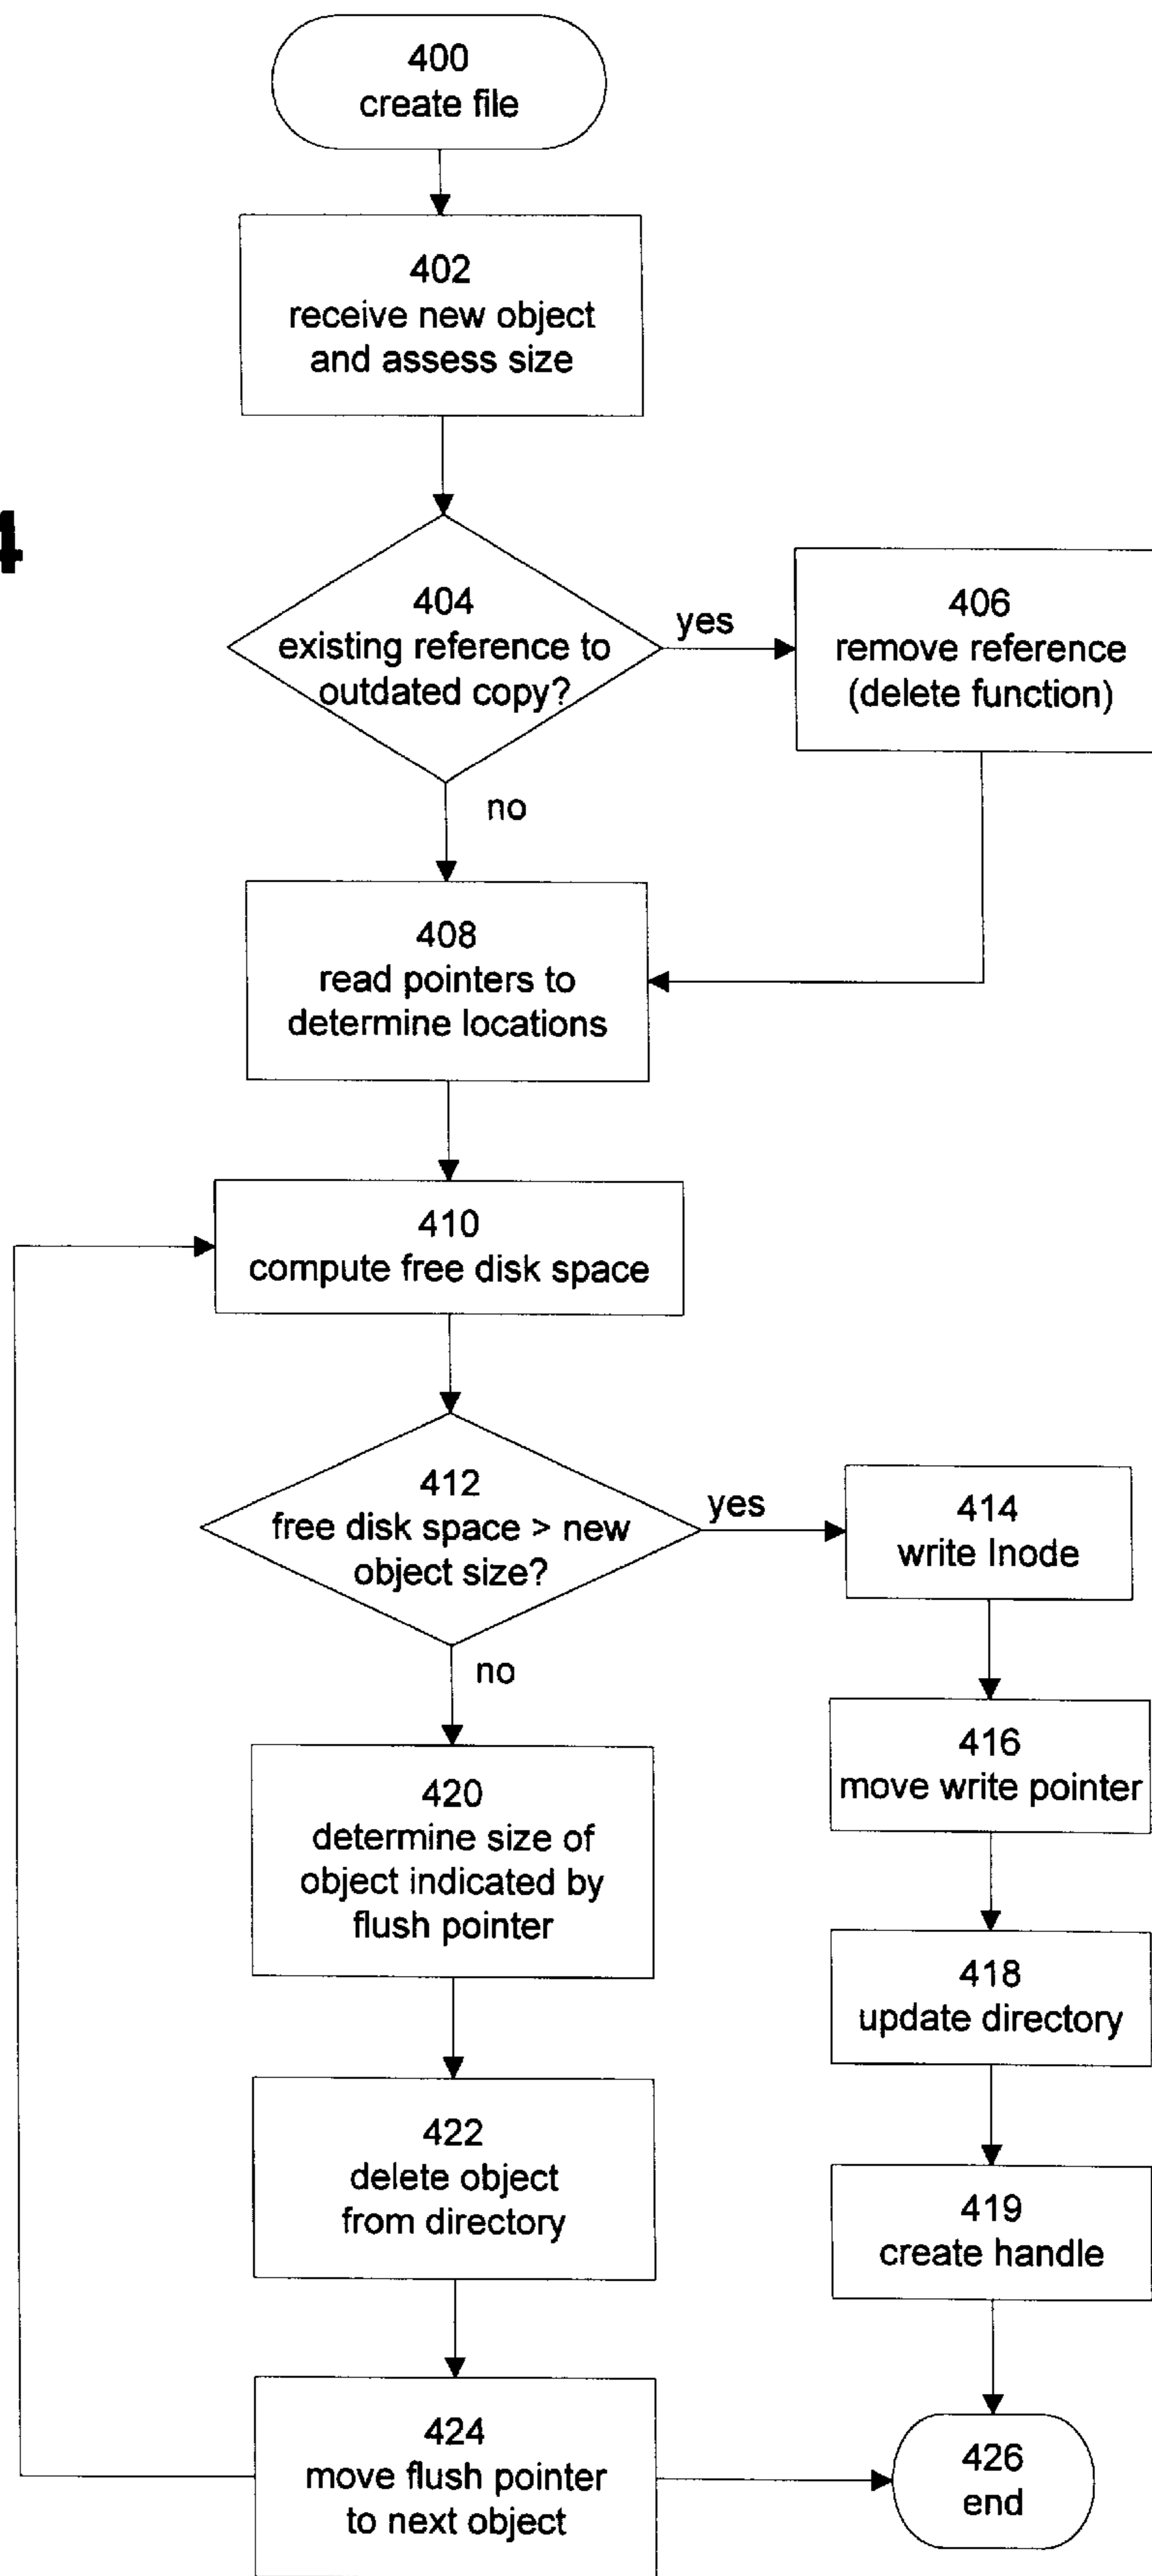 400
create file
402
receive new object
and assess size
4
404
existing reference to
outdated copy?
yes
406
remove reference
(delete function)
no
408
read pointers to
determine locations
410
compute free disk space
412
free disk space > new
object size?
yes
414
write Inode
no
416
move write pointer
420
determine size of
object indicated by
flush pointer
418
update directory
422
delete object
from directory
419
create handle
424
move flush pointer
to next object
426
end